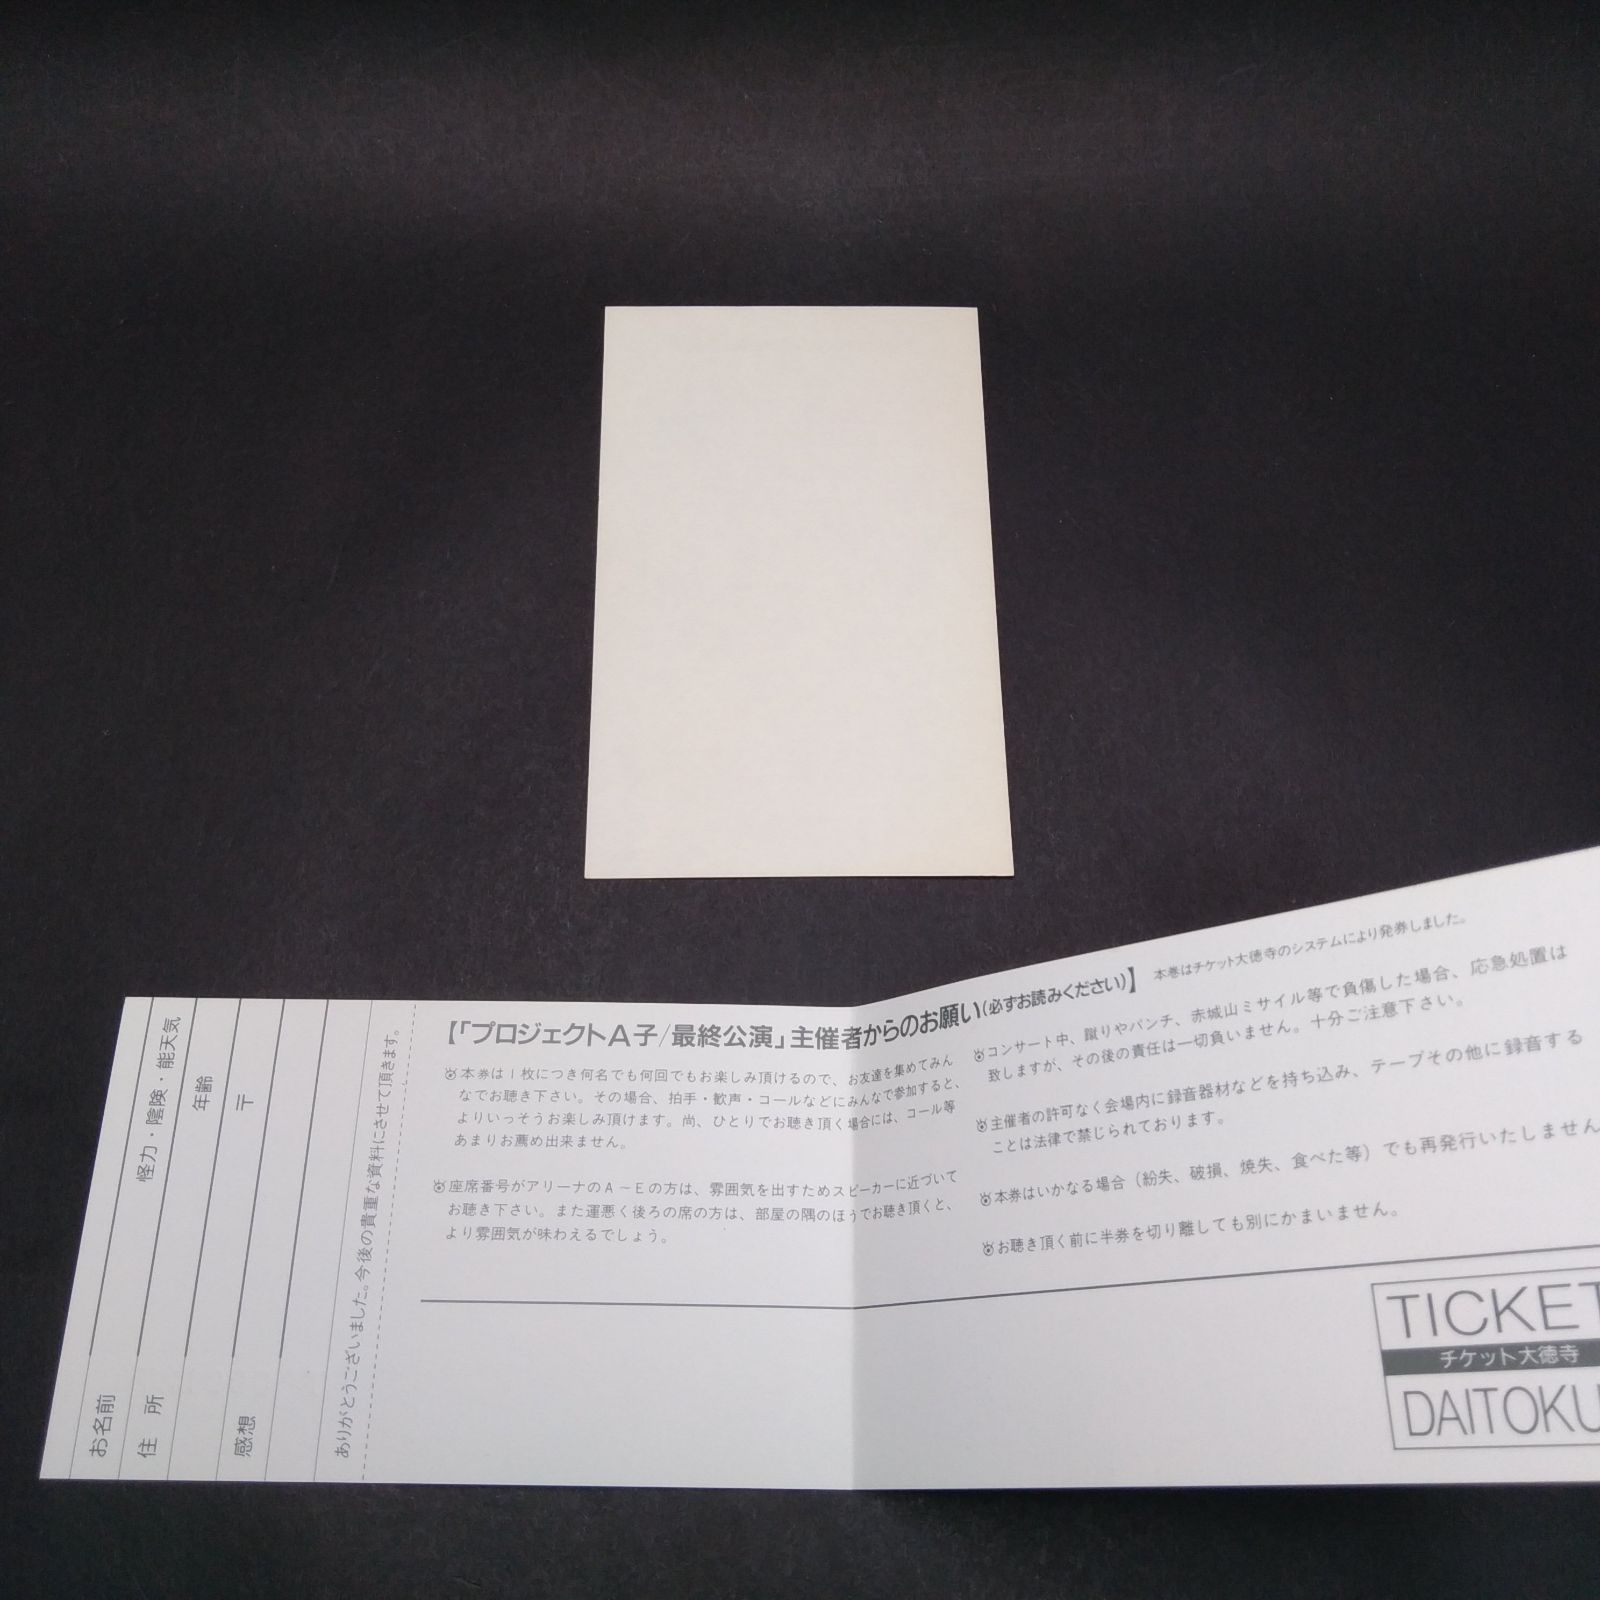 【「プロジェクトA子/最終公演」主催者からのお願い(必ずお読みください)】 本巻はチケット大徳寺のシステムにより発券しました。
本券は1枚につき何名でも何回でもお楽しみ頂けるので、お友達を集めてみん
なでお聴き下さい。その場合、拍手・歓声・コールなどにみんなで参加すると、
よりいっそうお楽しみ頂けます。尚、ひとりでお聴き頂く場合には、コール等
あまりお薦め出来ません。
座席番号がアリーナのA～Eの方は、雰囲気を出すためスピーカーに近づいて
お聴き下さい。また運悪く後ろの席の方は、部屋の隅のほうでお聴き頂くと、
より雰囲気が味わえるでしょう。
コンサート中、蹴りやパンチ、赤城山ミサイル等で負傷した場合、応急処置は
致しますが、その後の責任は一切負いません。十分ご注意下さい。
主催者の許可なく会場内に録音器材などを持ち込み、テープその他に録音する
ことは法律で禁じられております。
本券はいかなる場合（紛失、破損、焼失、食べた等）でも再発行いたしません
お聴き頂く前に半券を切り離しても別にかまいません。
TICKET
チケット大徳寺
DAITOKU
お名前 怪力・陰険・能天気
住所 年齢
〒
感想
ありがとうございました。今後の貴重な資料にさせて頂きます。